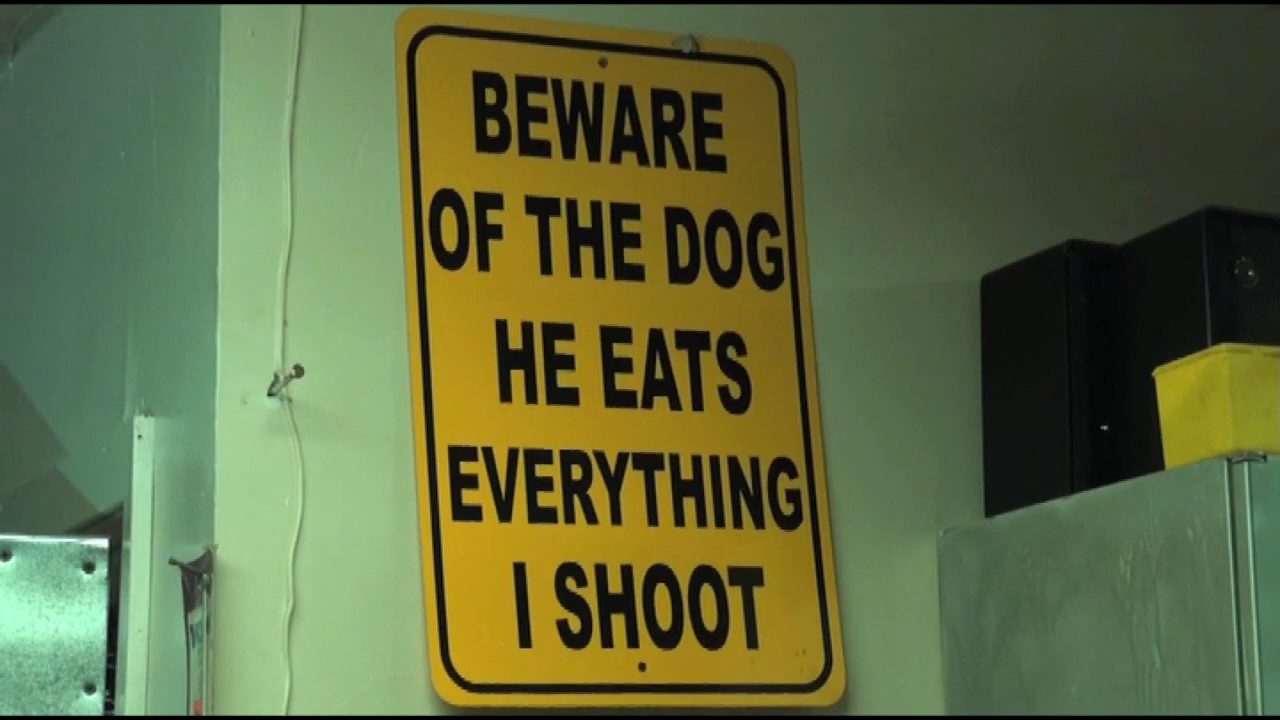 BEWARE
OF THE DOG
HE EATS
EVERYTHING
I SHOOT